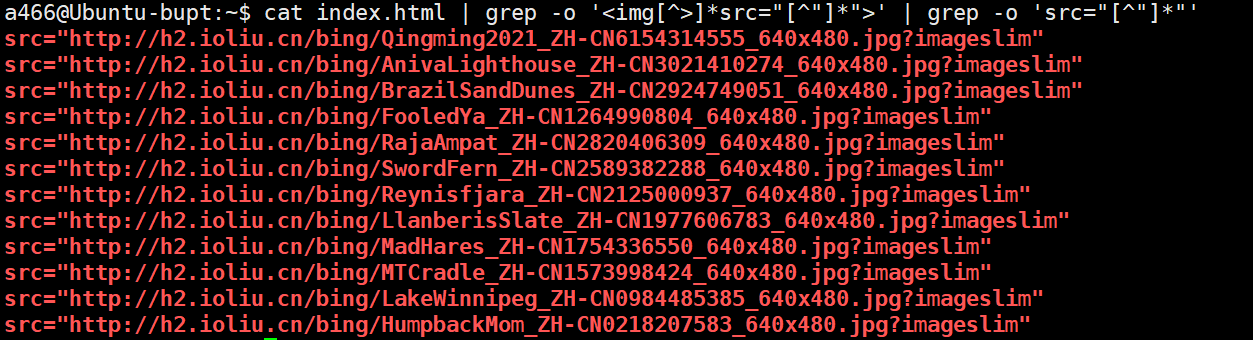 a466@Ubuntu-bupt:~$ cat index.html | grep -o '<img[^>]*src="[^"]*">' | grep -o 'src="[^"]*"'
src="http://h2.ioliu.cn/bing/Qingming2021_ZH-CN6154314555_640x480.jpg?imageslim"
src="http://h2.ioliu.cn/bing/AnivaLighthouse_ZH-CN3021410274_640x480.jpg?imageslim"
src="http://h2.ioliu.cn/bing/BrazilSandDunes_ZH-CN2924749051_640x480.jpg?imageslim"
src="http://h2.ioliu.cn/bing/FooledYa_ZH-CN1264990804_640x480.jpg?imageslim"
src="http://h2.ioliu.cn/bing/RajaAmpat_ZH-CN2820406309_640x480.jpg?imageslim"
src="http://h2.ioliu.cn/bing/SwordFern_ZH-CN2589382288_640x480.jpg?imageslim"
src="http://h2.ioliu.cn/bing/Reynisfjara_ZH-CN2125000937_640x480.jpg?imageslim"
src="http://h2.ioliu.cn/bing/LlanberisSlate_ZH-CN1977606783_640x480.jpg?imageslim"
src="http://h2.ioliu.cn/bing/MadHares_ZH-CN1754336550_640x480.jpg?imageslim"
src="http://h2.ioliu.cn/bing/MTCradle_ZH-CN1573998424_640x480.jpg?imageslim"
src="http://h2.ioliu.cn/bing/LakeWinnipeg_ZH-CN0984485385_640x480.jpg?imageslim"
src="http://h2.ioliu.cn/bing/HumpbackMom_ZH-CN0218207583_640x480.jpg?imageslim"